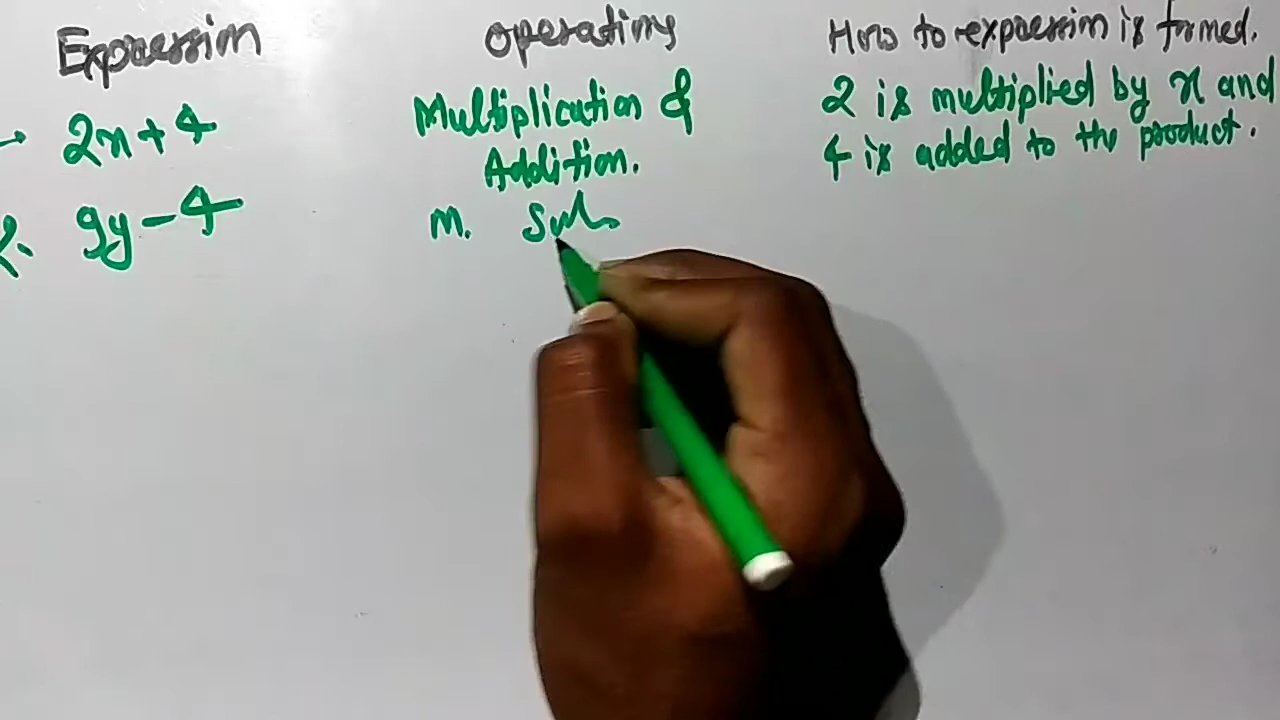 Expression Operations How to expression is formed.
→ 2x + 4 Multiplication & Addition. 2 is multiplied by x and 4 is added to the product.
9y - 4 M. Sub